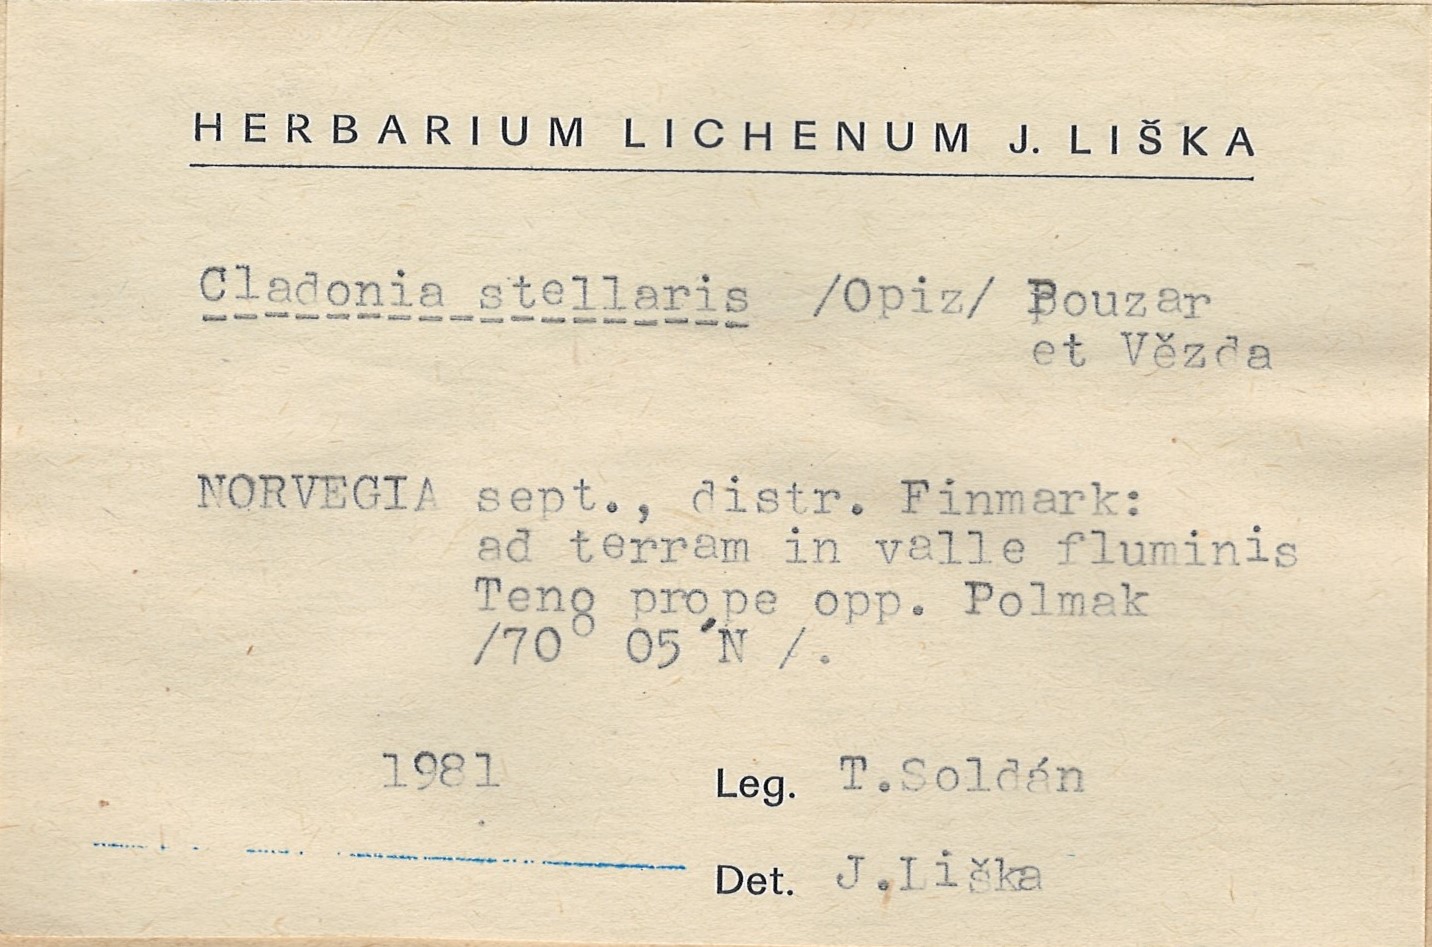 HERBARIUM LICHENUM J. LIŠKA
Cladonia stellaris /Opiz/ Pouzar
et Vězda
NORVEGIA sept., distr. Finmark:
ad terram in valle fluminis
Teno prope opp. Polmak
/70° 05´N /.
1981 Leg. T.Soldán
Det. J.Liška